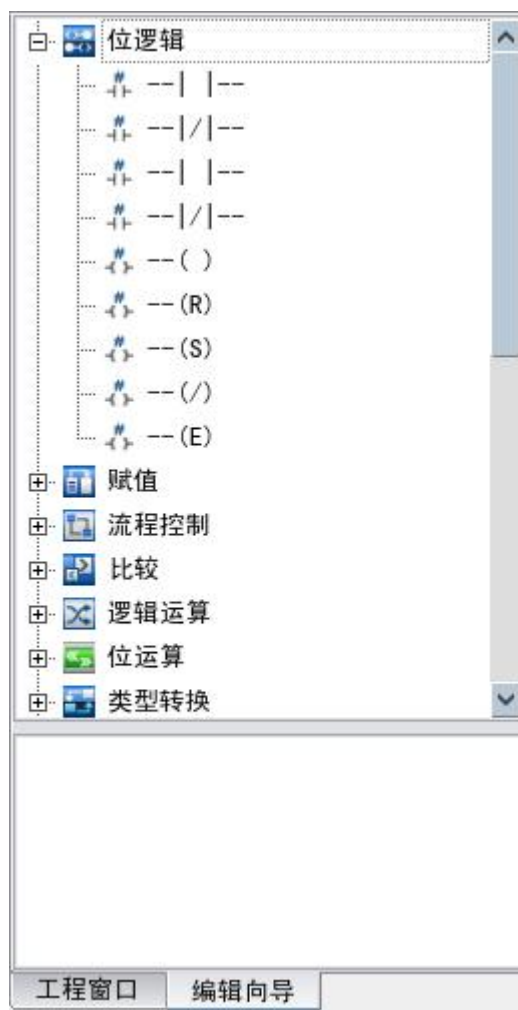 位逻辑
--| |--
--|/|--
--| |--
--|/|--
--( )
--(R)
--(S)
--(/)
--(E)
赋值
流程控制
比较
逻辑运算
位运算
类型转换
工程窗口 编辑向导